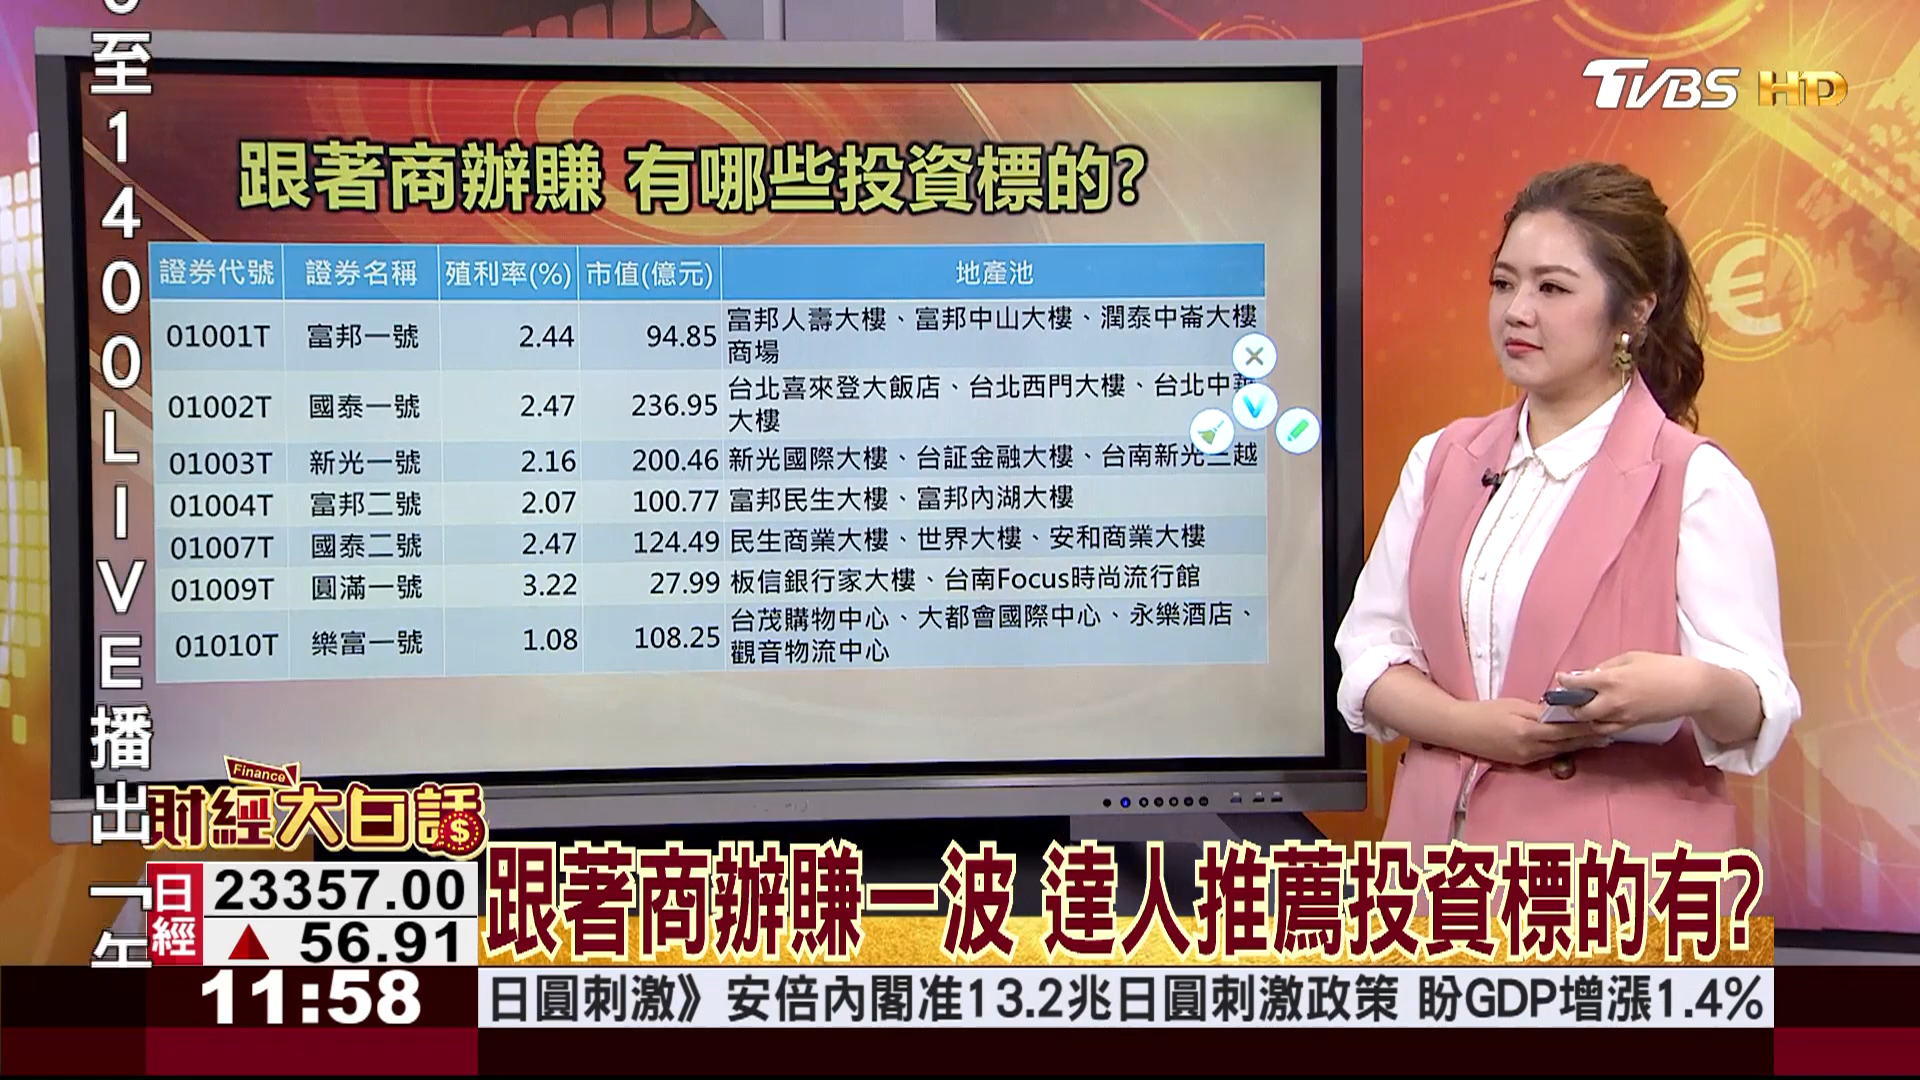 至1400LIVE播出
TVBS HD
跟著商辦賺 有哪些投資標的?
證券代號 證券名稱 殖利率(%) 市值(億元) 地產池
01001T 富邦一號 2.44 94.85 富邦人壽大樓、富邦中山大樓、潤泰中崙大樓
商場
01002T 國泰一號 2.47 236.95 台北喜來登大飯店、台北西門大樓、台北中華
大樓
01003T 新光一號 2.16 200.46 新光國際大樓、台証金融大樓、台南新光三越
01004T 富邦二號 2.07 100.77 富邦民生大樓、富邦內湖大樓
01007T 國泰二號 2.47 124.49 民生商業大樓、世界大樓、安和商業大樓
01009T 圓滿一號 3.22 27.99 板信銀行家大樓、台南Focus時尚流行館
01010T 樂富一號 1.08 108.25 台茂購物中心、大都會國際中心、永樂酒店、
觀音物流中心
Finance
財經大白話
日經 23357.00
▲ 56.91
跟著商辦賺一波 達人推薦投資標的有?
11:58
日圓刺激》安倍內閣准13.2兆日圓刺激政策 盼GDP增漲1.4%